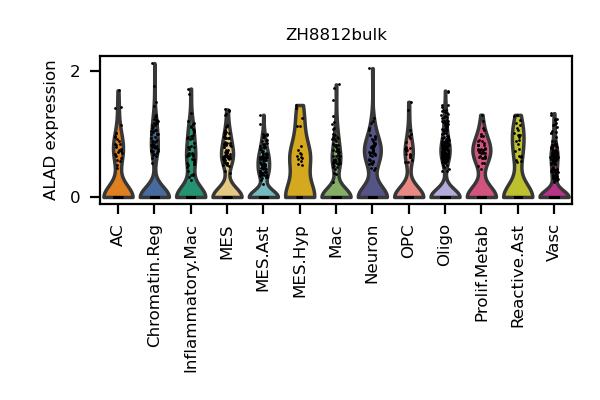 ZH8812bulk
ALAD expression
2
0
AC
Chromatin.Reg
Inflammatory.Mac
MES
MES.Ast
MES.Hyp
Mac
Neuron
OPC
Oligo
Prolif.Metab
Reactive.Ast
Vasc